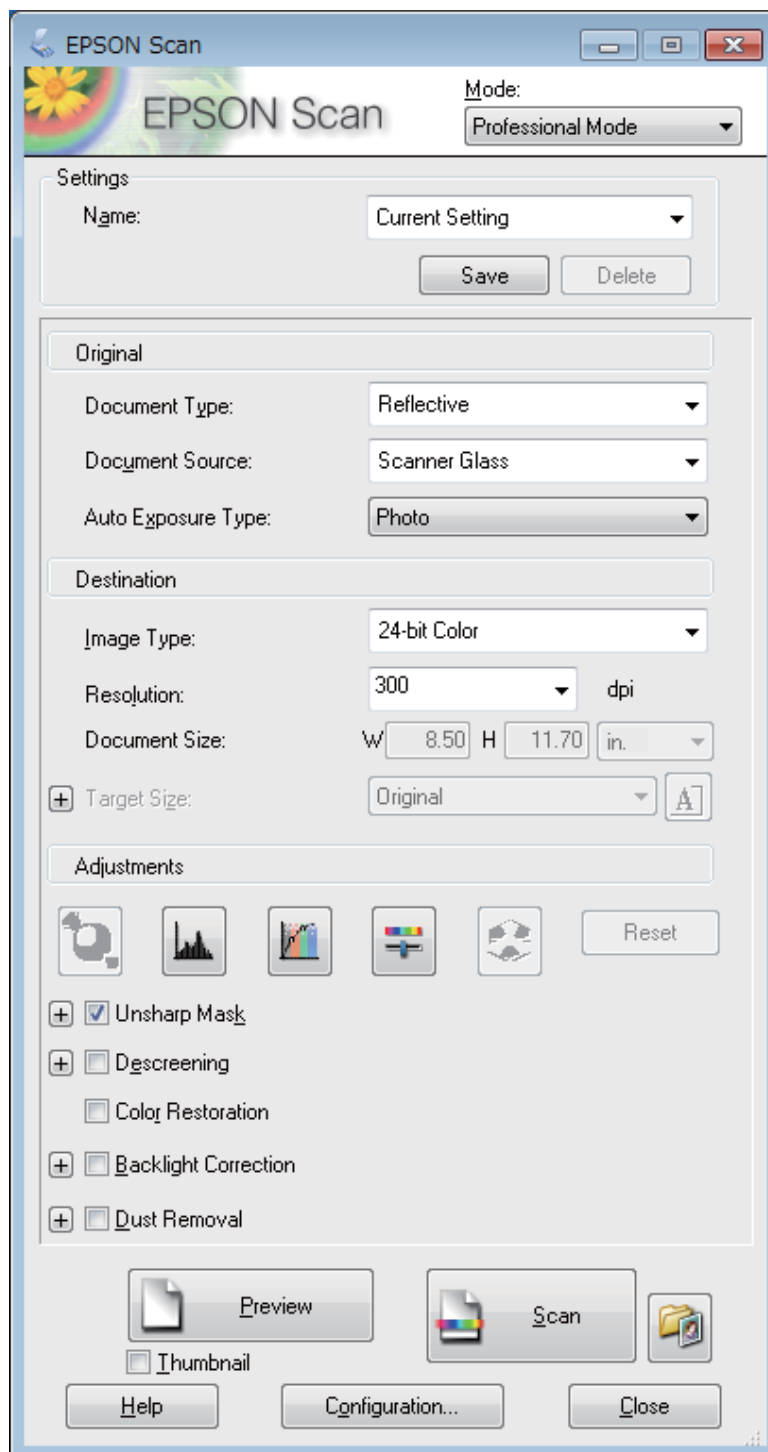 EPSON Scan
EPSON Scan
Mode:
Professional Mode
Settings
Name:
Current Setting
Save
Delete
Original
Document Type:
Reflective
Document Source:
Scanner Glass
Auto Exposure Type:
Photo
Destination
Image Type:
24-bit Color
Resolution:
300
dpi
Document Size:
W 8.50 H 11.70 in.
Target Size:
Original
A
Adjustments
Reset
Unsharp Mask
Descreening
Color Restoration
Backlight Correction
Dust Removal
Preview
Scan
Thumbnail
Help
Configuration...
Close